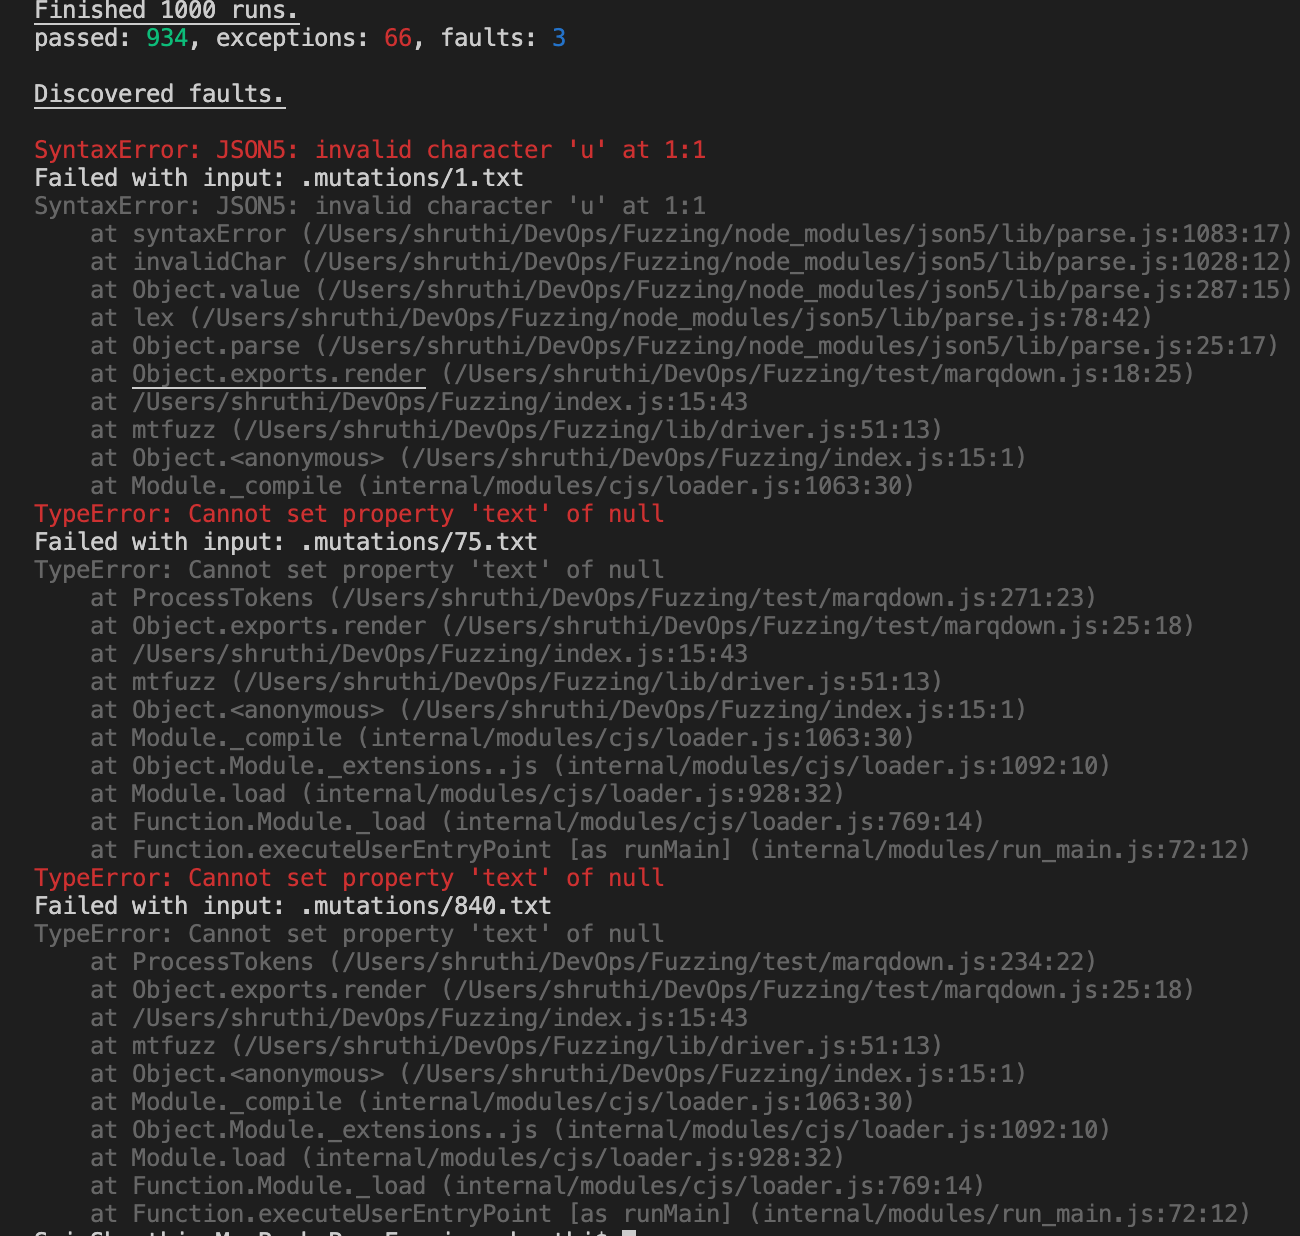 Finished 1000 runs.
passed: 934, exceptions: 66, faults: 3
Discovered faults.
SyntaxError: JSON5: invalid character 'u' at 1:1
Failed with input: .mutations/1.txt
SyntaxError: JSON5: invalid character 'u' at 1:1
    at syntaxError (/Users/shruthi/DevOps/Fuzzing/node_modules/json5/lib/parse.js:1083:17)
    at invalidChar (/Users/shruthi/DevOps/Fuzzing/node_modules/json5/lib/parse.js:1028:12)
    at Object.value (/Users/shruthi/DevOps/Fuzzing/node_modules/json5/lib/parse.js:287:15)
    at lex (/Users/shruthi/DevOps/Fuzzing/node_modules/json5/lib/parse.js:78:42)
    at Object.parse (/Users/shruthi/DevOps/Fuzzing/node_modules/json5/lib/parse.js:25:17)
    at Object.exports.render (/Users/shruthi/DevOps/Fuzzing/test/marqdown.js:18:25)
    at /Users/shruthi/DevOps/Fuzzing/index.js:15:43
    at mtfuzz (/Users/shruthi/DevOps/Fuzzing/lib/driver.js:51:13)
    at Object.<anonymous> (/Users/shruthi/DevOps/Fuzzing/index.js:15:1)
    at Module._compile (internal/modules/cjs/loader.js:1063:30)
TypeError: Cannot set property 'text' of null
Failed with input: .mutations/75.txt
TypeError: Cannot set property 'text' of null
    at ProcessTokens (/Users/shruthi/DevOps/Fuzzing/test/marqdown.js:271:23)
    at Object.exports.render (/Users/shruthi/DevOps/Fuzzing/test/marqdown.js:25:18)
    at /Users/shruthi/DevOps/Fuzzing/index.js:15:43
    at mtfuzz (/Users/shruthi/DevOps/Fuzzing/lib/driver.js:51:13)
    at Object.<anonymous> (/Users/shruthi/DevOps/Fuzzing/index.js:15:1)
    at Module._compile (internal/modules/cjs/loader.js:1063:30)
    at Object.Module._extensions..js (internal/modules/cjs/loader.js:1092:10)
    at Module.load (internal/modules/cjs/loader.js:928:32)
    at Function.Module._load (internal/modules/cjs/loader.js:769:14)
    at Function.executeUserEntryPoint [as runMain] (internal/modules/run_main.js:72:12)
TypeError: Cannot set property 'text' of null
Failed with input: .mutations/840.txt
TypeError: Cannot set property 'text' of null
    at ProcessTokens (/Users/shruthi/DevOps/Fuzzing/test/marqdown.js:234:22)
    at Object.exports.render (/Users/shruthi/DevOps/Fuzzing/test/marqdown.js:25:18)
    at /Users/shruthi/DevOps/Fuzzing/index.js:15:43
    at mtfuzz (/Users/shruthi/DevOps/Fuzzing/lib/driver.js:51:13)
    at Object.<anonymous> (/Users/shruthi/DevOps/Fuzzing/index.js:15:1)
    at Module._compile (internal/modules/cjs/loader.js:1063:30)
    at Object.Module._extensions..js (internal/modules/cjs/loader.js:1092:10)
    at Module.load (internal/modules/cjs/loader.js:928:32)
    at Function.Module._load (internal/modules/cjs/loader.js:769:14)
    at Function.executeUserEntryPoint [as runMain] (internal/modules/run_main.js:72:12)